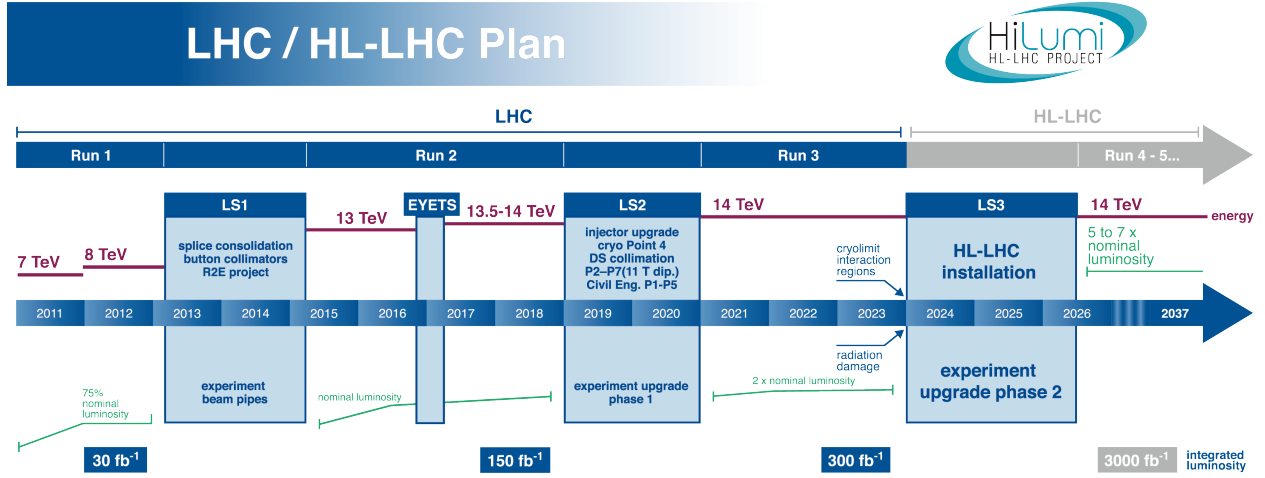 LHC / HL-LHC Plan
HiLumi
HL-LHC PROJECT
LHC
HL-LHC
Run 1
Run 2
Run 3
Run 4 - 5...
LS1
EYETS
LS2
LS3
7 TeV
8 TeV
13 TeV
13.5-14 TeV
14 TeV
14 TeV
energy
splice consolidation
button collimators
R2E project
injector upgrade
cryo Point 4
DS collimation
P2–P7(11 T dip.)
Civil Eng. P1-P5
cryolimit
interaction
regions
HL-LHC
installation
5 to 7 x
nominal
luminosity
2011
2012
2013
2014
2015
2016
2017
2018
2019
2020
2021
2022
2023
2024
2025
2026
2037
75%
nominal
luminosity
experiment
beam pipes
nominal luminosity
experiment upgrade
phase 1
2 x nominal luminosity
radiation
damage
experiment
upgrade phase 2
30 fb-1
150 fb-1
300 fb-1
3000 fb-1
integrated
luminosity